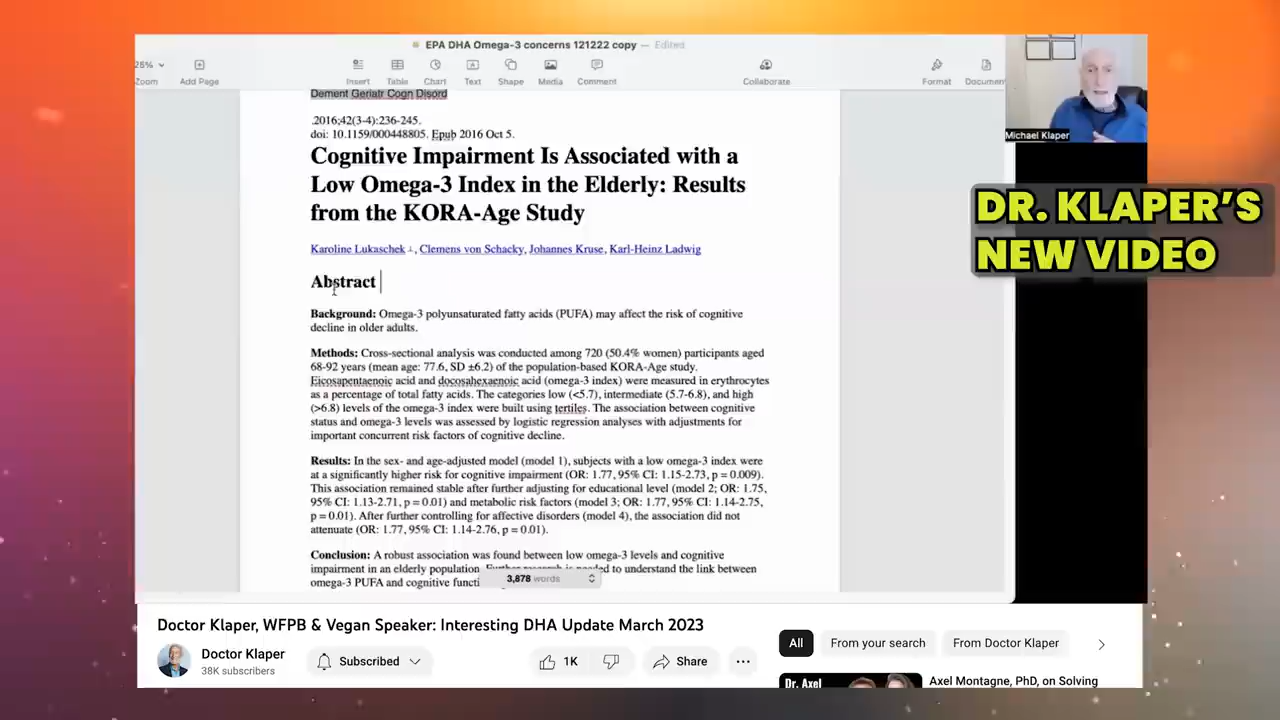 EPA DHA Omega-3 concerns 121222 copy — Edited
Zoom
Add Page
Insert
Table
Chart
Text
Shape
Media
Comment
Collaborate
Format
Dement Geriatr Cogn Disord
.2016;42(3-4):236-245.
doi: 10.1159/000448805. Epub 2016 Oct 5.
Cognitive Impairment Is Associated with a
Low Omega-3 Index in the Elderly: Results
from the KORA-Age Study
Karoline Lukaschek 1, Clemens von Schacky, Johannes Kruse, Karl-Heinz Ladwig
Abstract
Background: Omega-3 polyunsaturated fatty acids (PUFA) may affect the risk of cognitive
decline in older adults.
Methods: Cross-sectional analysis was conducted among 720 (50.4% women) participants aged
68-92 years (mean age: 77.6, SD ±6.2) of the population-based KORA-Age study.
Eicosapentaenoic acid and docosahexaenoic acid (omega-3 index) were measured in erythrocytes
as a percentage of total fatty acids. The categories low (<5.7), intermediate (5.7-6.8), and high
(>6.8) levels of the omega-3 index were built using tertiles. The association between cognitive
status and omega-3 levels was assessed by logistic regression analyses with adjustments for
important concurrent risk factors of cognitive decline.
Results: In the sex- and age-adjusted model (model 1), subjects with a low omega-3 index were
at a significantly higher risk for cognitive impairment (OR: 1.77, 95% CI: 1.15-2.73, p = 0.009).
This association remained stable after further adjusting for educational level (model 2; OR: 1.75,
95% CI: 1.13-2.71, p = 0.01) and metabolic risk factors (model 3; OR: 1.77, 95% CI: 1.14-2.75,
p = 0.01). After further controlling for affective disorders (model 4), the association did not
attenuate (OR: 1.77, 95% CI: 1.14-2.76, p = 0.01).
Conclusion: A robust association was found between low omega-3 levels and cognitive
impairment in an elderly population. Further research is needed to understand the link between
omega-3 PUFA and cognitive functi
3,878 words
Michael Klaper
DR. KLAPER'S
NEW VIDEO
Doctor Klaper, WFPB & Vegan Speaker: Interesting DHA Update March 2023
Doctor Klaper
38K subscribers
Subscribed
1K
Share
All
From your search
From Doctor Klaper
Dr. Axel
Axel Montagne, PhD, on Solving